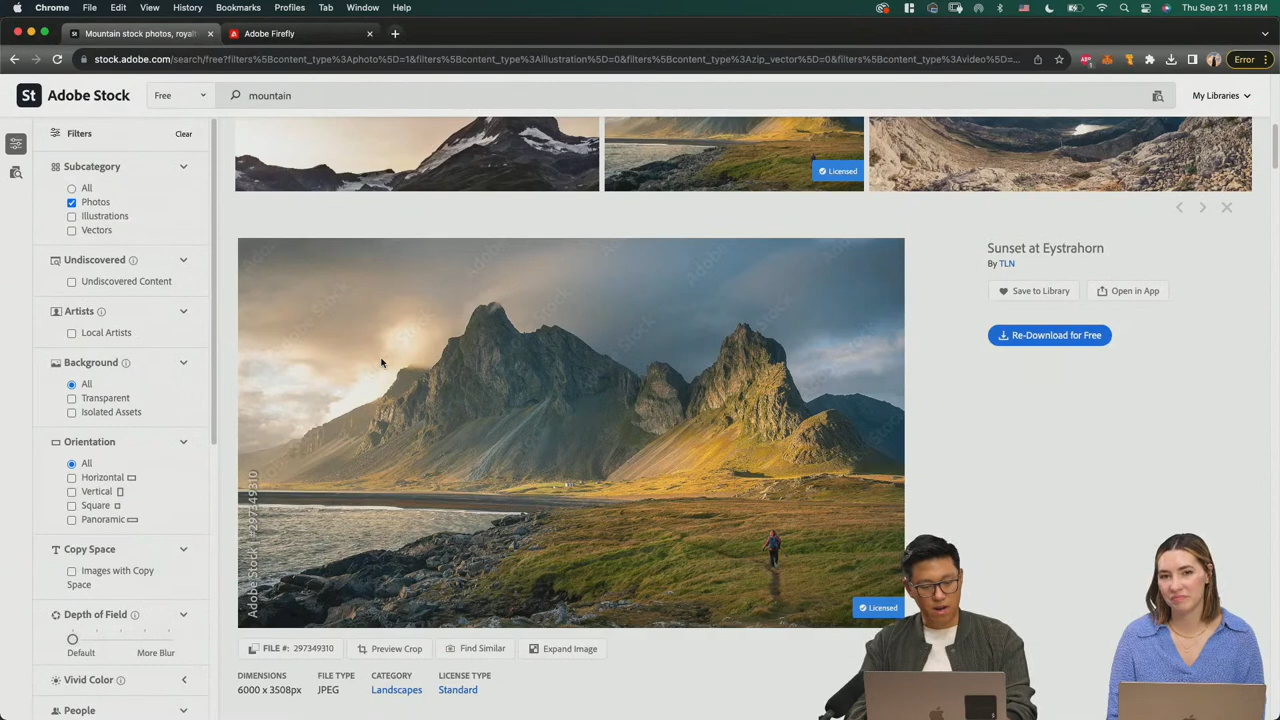 Chrome File Edit View History Bookmarks Profiles Tab Window Help
Thu Sep 21 1:18 PM
Mountain stock photos, royalt
Adobe Firefly
stock.adobe.com/search/free?filters%5Bcontent_type%3Aphoto%5D=1&filters%5Bcontent_type%3Aillustration%5D=0&filters%5Bcontent_type%3Azip_vector%5D=0&filters%5Bcontent_type%3Avideo%5D=...
Error
St Adobe Stock
Free
mountain
My Libraries
Filters
Clear
Subcategory
All
Photos
Illustrations
Vectors
Undiscovered
Undiscovered Content
Artists
Local Artists
Background
All
Transparent
Isolated Assets
Orientation
All
Horizontal
Vertical
Square
Panoramic
Copy Space
Images with Copy
Space
Depth of Field
Default
More Blur
Vivid Color
People
Licensed
Adobe Stock | #297349310
Licensed
FILE #: 297349310
Preview Crop
Find Similar
Expand Image
DIMENSIONS
6000 x 3508px
FILE TYPE
JPEG
CATEGORY
Landscapes
LICENSE TYPE
Standard
Sunset at Eystrahorn
By TLN
Save to Library
Open in App
Re-Download for Free